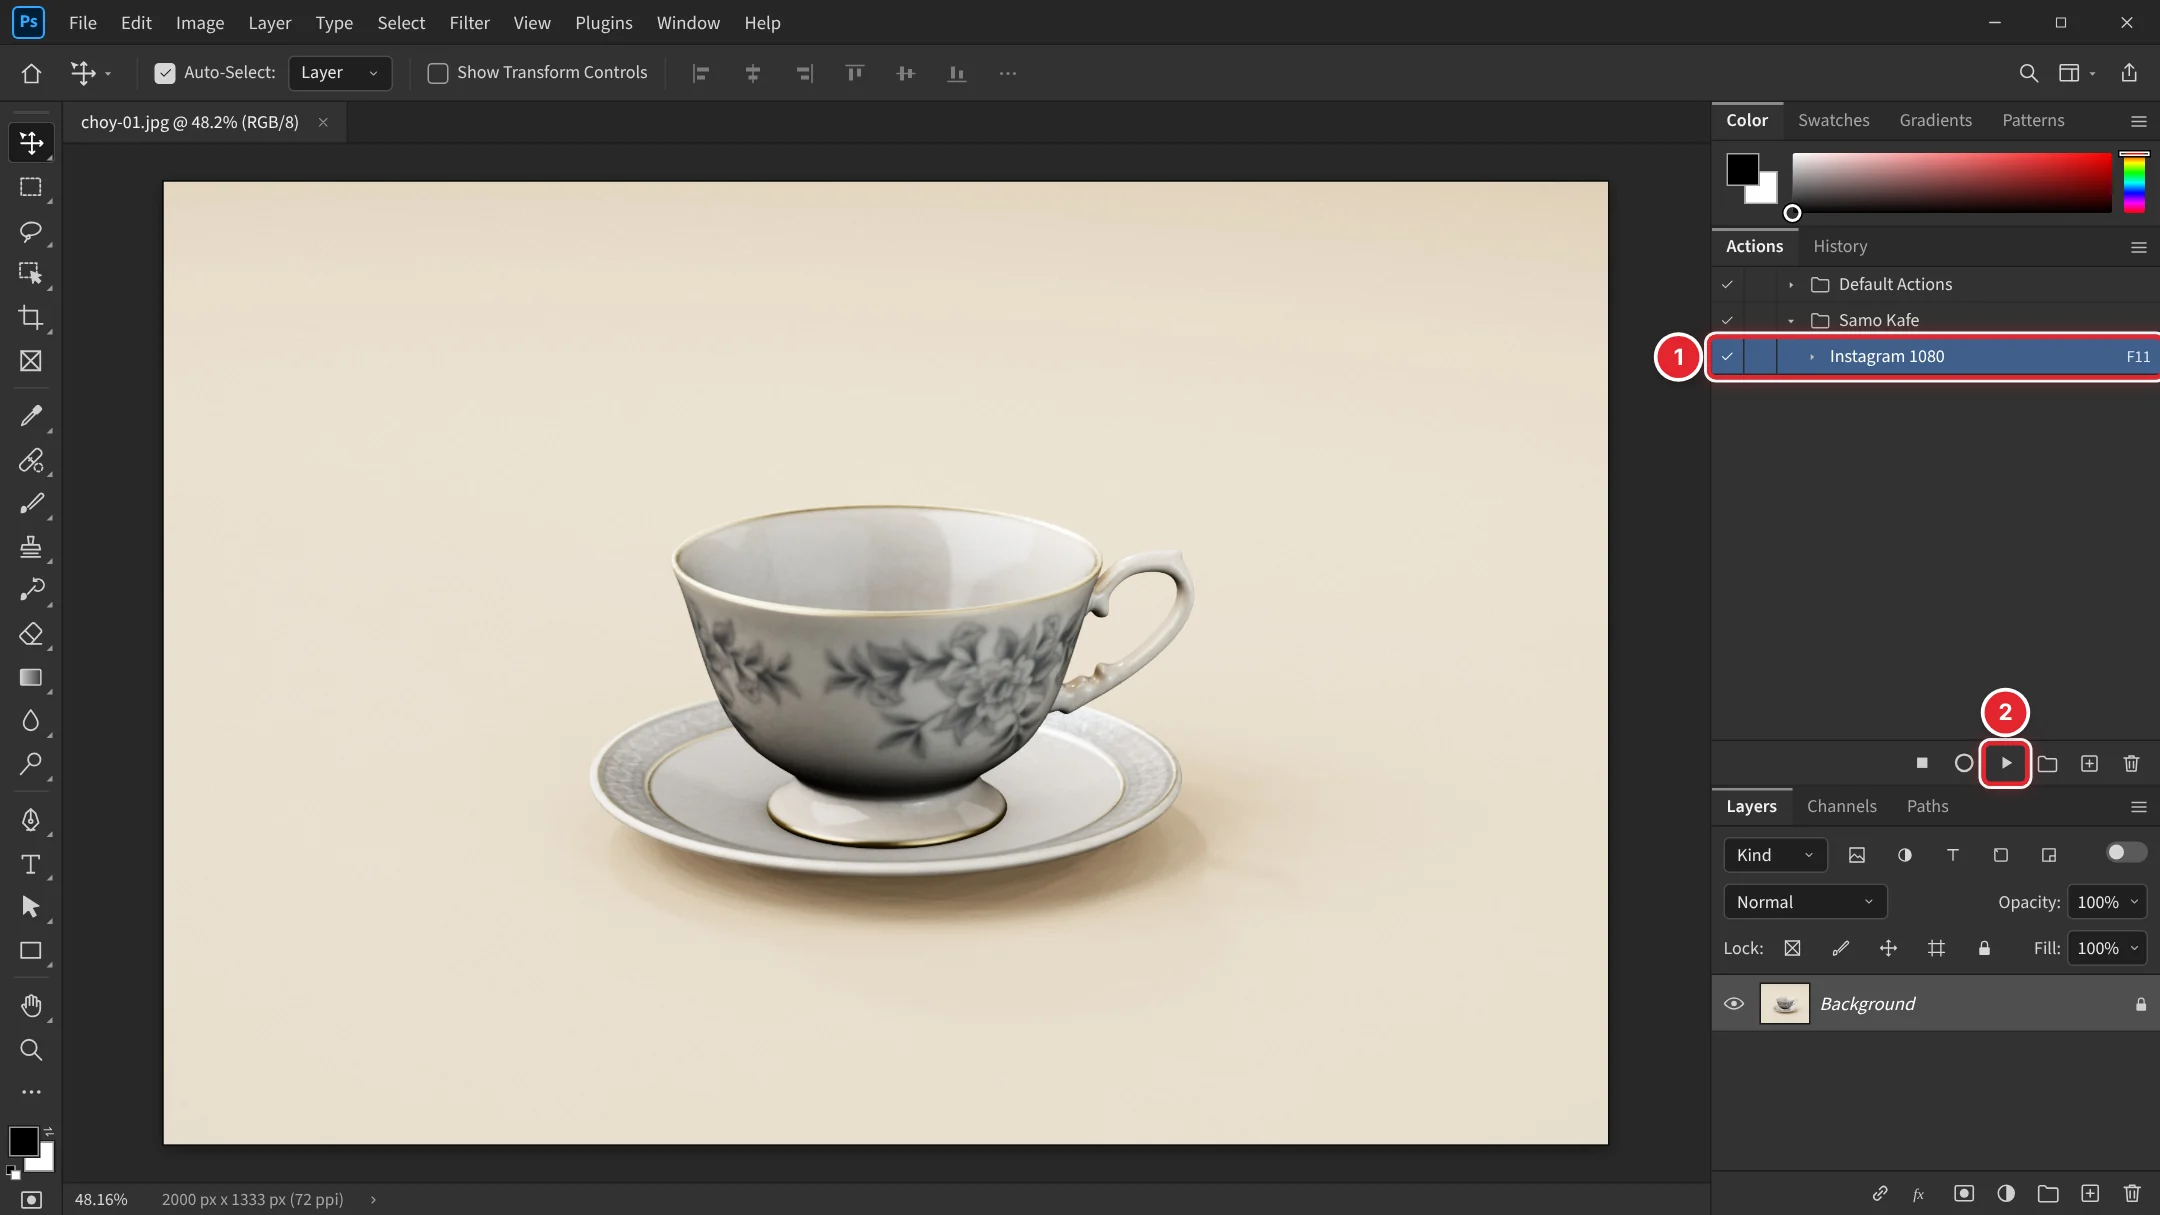 Ps File Edit Image Layer Type Select Filter View Plugins Window Help
Auto-Select: Layer Show Transform Controls
choy-01.jpg @ 48.2% (RGB/8)
Color Swatches Gradients Patterns
Actions History
Default Actions
Samo Kafe
1 Instagram 1080 F11
2
Layers Channels Paths
Kind
Normal Opacity: 100%
Lock: Fill: 100%
Background
48.16% 2000 px x 1333 px (72 ppi)
fx